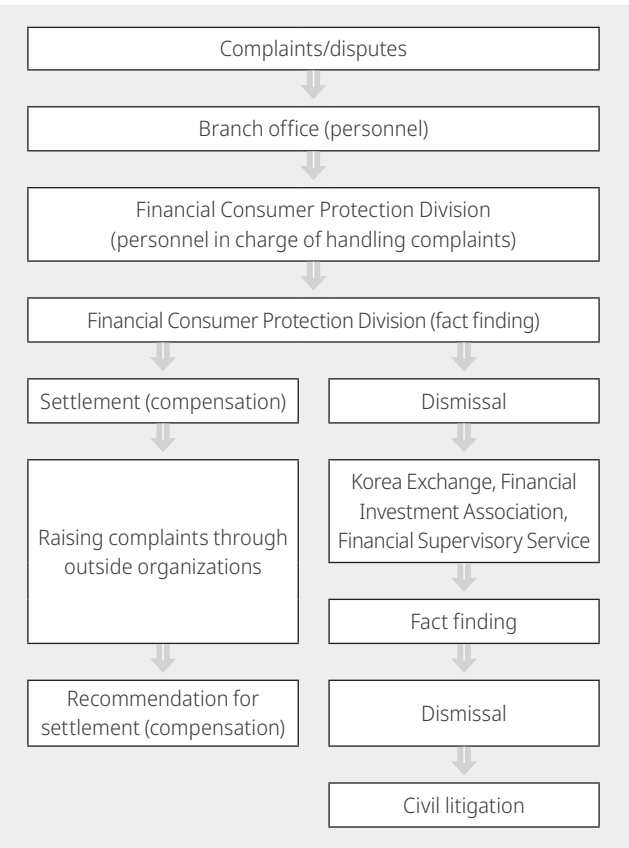 Complaints/disputes
Branch office (personnel)
Financial Consumer Protection Division
(personnel in charge of handling complaints)
Financial Consumer Protection Division (fact finding)
Settlement (compensation)
Dismissal
Raising complaints through
outside organizations
Korea Exchange, Financial
Investment Association,
Financial Supervisory Service
Fact finding
Recommendation for
settlement (compensation)
Dismissal
Civil litigation